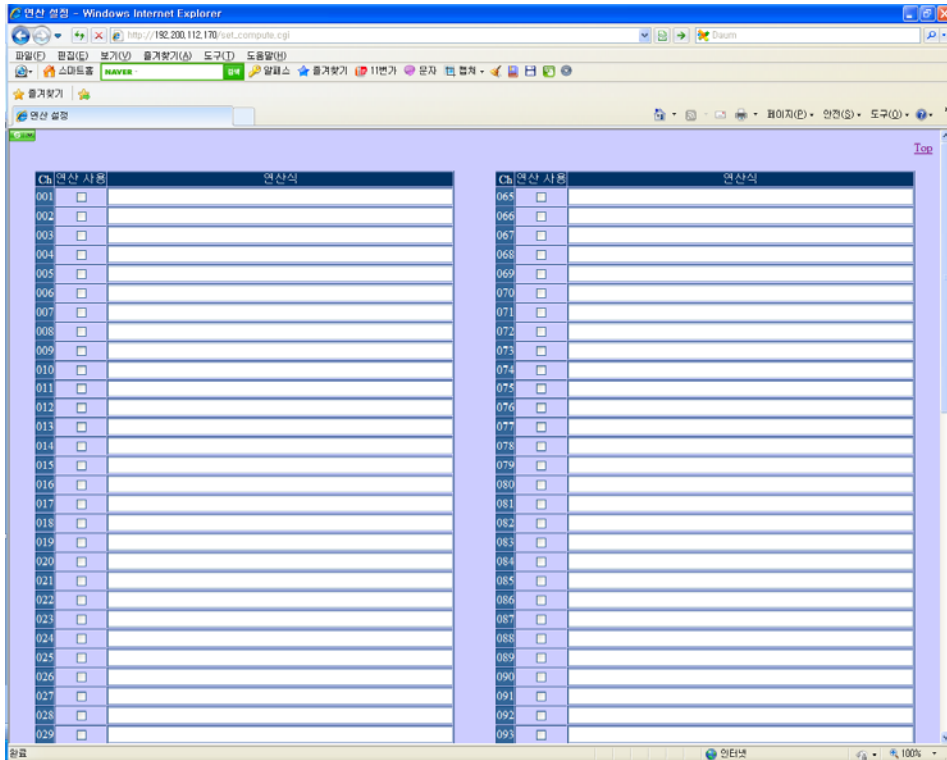 연산 설정 - Windows Internet Explorer
http://192.200.112.170/set_compute.cgi
Daum
파일(F) 편집(E) 보기(V) 즐겨찾기(A) 도구(T) 도움말(H)
스마트홈 NAVER 검색 알패스 즐겨찾기 11번가 문자 캡쳐
즐겨찾기
연산 설정 페이지(P) 안전(S) 도구(O)
Top
Ch 연산 사용 연산식 Ch 연산 사용 연산식
001 065
002 066
003 067
004 068
005 069
006 070
007 071
008 072
009 073
010 074
011 075
012 076
013 077
014 078
015 079
016 080
017 081
018 082
019 083
020 084
021 085
022 086
023 087
024 088
025 089
026 090
027 091
028 092
029 093
완료 인터넷 100%